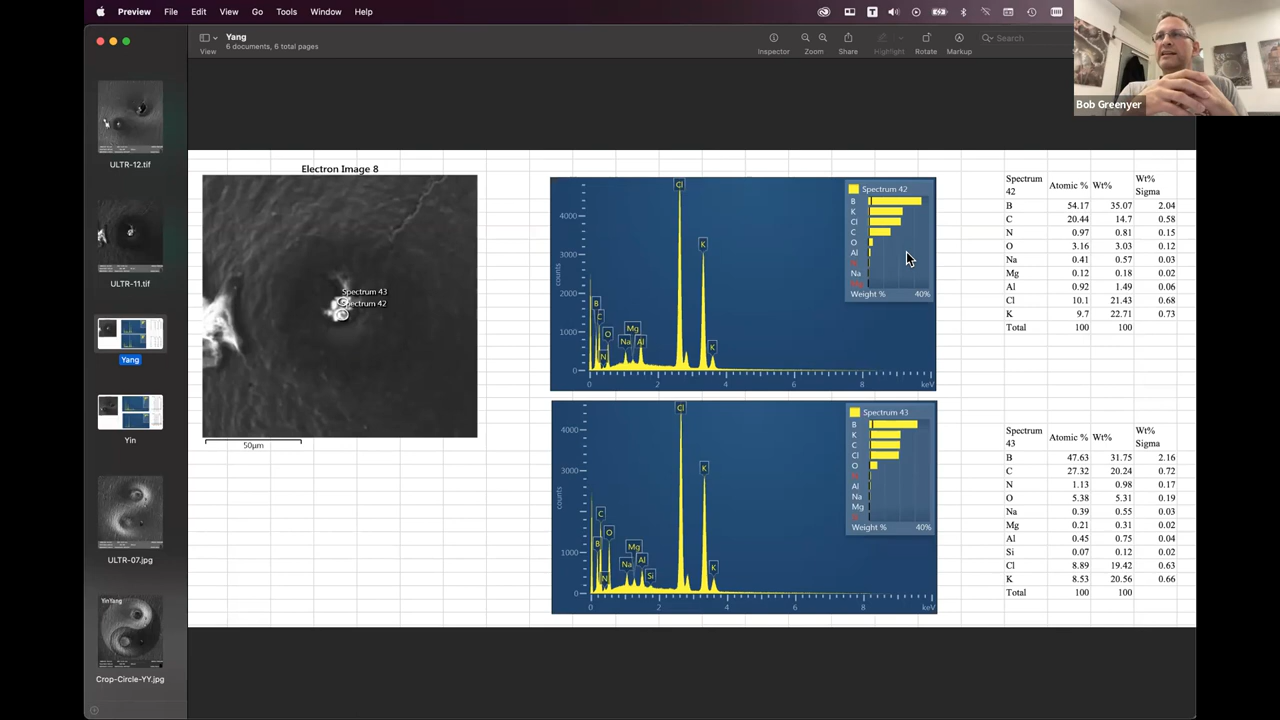 Preview File Edit View Go Tools Window Help
Yang
6 documents, 6 total pages
View
Inspector Zoom Share Highlight Rotate Markup Search
Bob Greenyer
ULTR-12.tif
ULTR-11.tif
Yang
Yin
ULTR-07.jpg
YinYang
Crop-Circle-YY.jpg
Electron Image 8
Spectrum 43
Spectrum 42
50µm
Spectrum 42
counts
4000
3000
2000
1000
0
0 2 4 6 8 keV
B C N O Na Mg Al Cl K K
B
K
Cl
C
O
Al
Na
Weight % 40%
Spectrum 43
counts
4000
3000
1000
0
0 2 4 6 8 keV
B C N O Na Mg Al Si Cl K K
B
K
C
Cl
O
Al
Na
Mg
Weight % 40%
Spectrum 42 Atomic % Wt% Wt% Sigma
B 54.17 35.07 2.04
C 20.44 14.7 0.58
N 0.97 0.81 0.15
O 3.16 3.03 0.12
Na 0.41 0.57 0.03
Mg 0.12 0.18 0.02
Al 0.92 1.49 0.06
Cl 10.1 21.43 0.68
K 9.7 22.71 0.73
Total 100 100
Spectrum 43 Atomic % Wt% Wt% Sigma
B 47.63 31.75 2.16
C 27.32 20.24 0.72
N 1.13 0.98 0.17
O 5.38 5.31 0.19
Na 0.39 0.55 0.03
Mg 0.21 0.31 0.02
Al 0.45 0.75 0.04
Si 0.07 0.12 0.02
Cl 8.89 19.42 0.63
K 8.53 20.56 0.66
Total 100 100